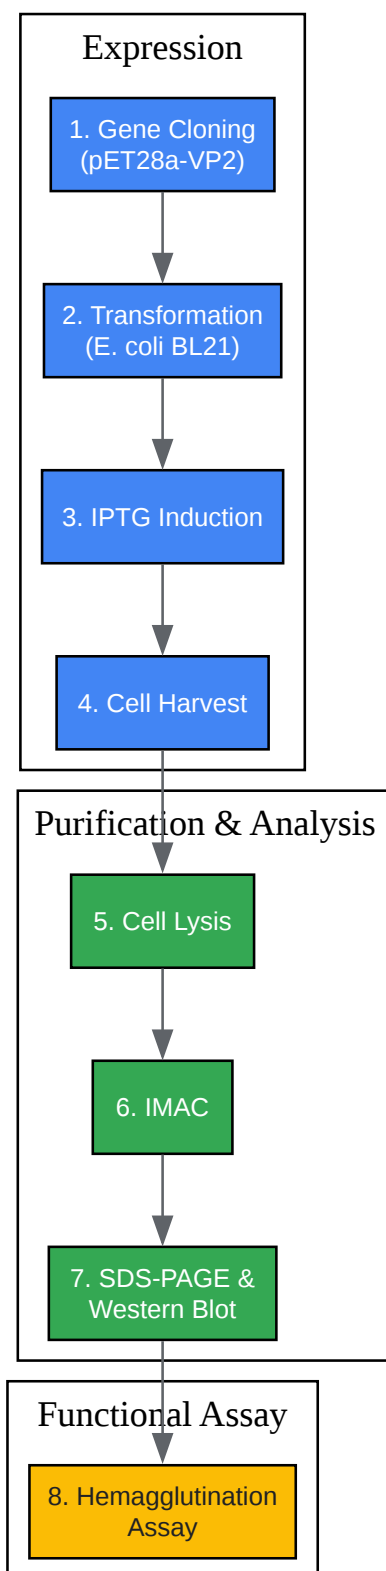 Expression
1. Gene Cloning
(pET28a-VP2)
2. Transformation
(E. coli BL21)
3. IPTG Induction
4. Cell Harvest
Purification & Analysis
5. Cell Lysis
6. IMAC
7. SDS-PAGE &
Western Blot
Functional Assay
8. Hemagglutination
Assay